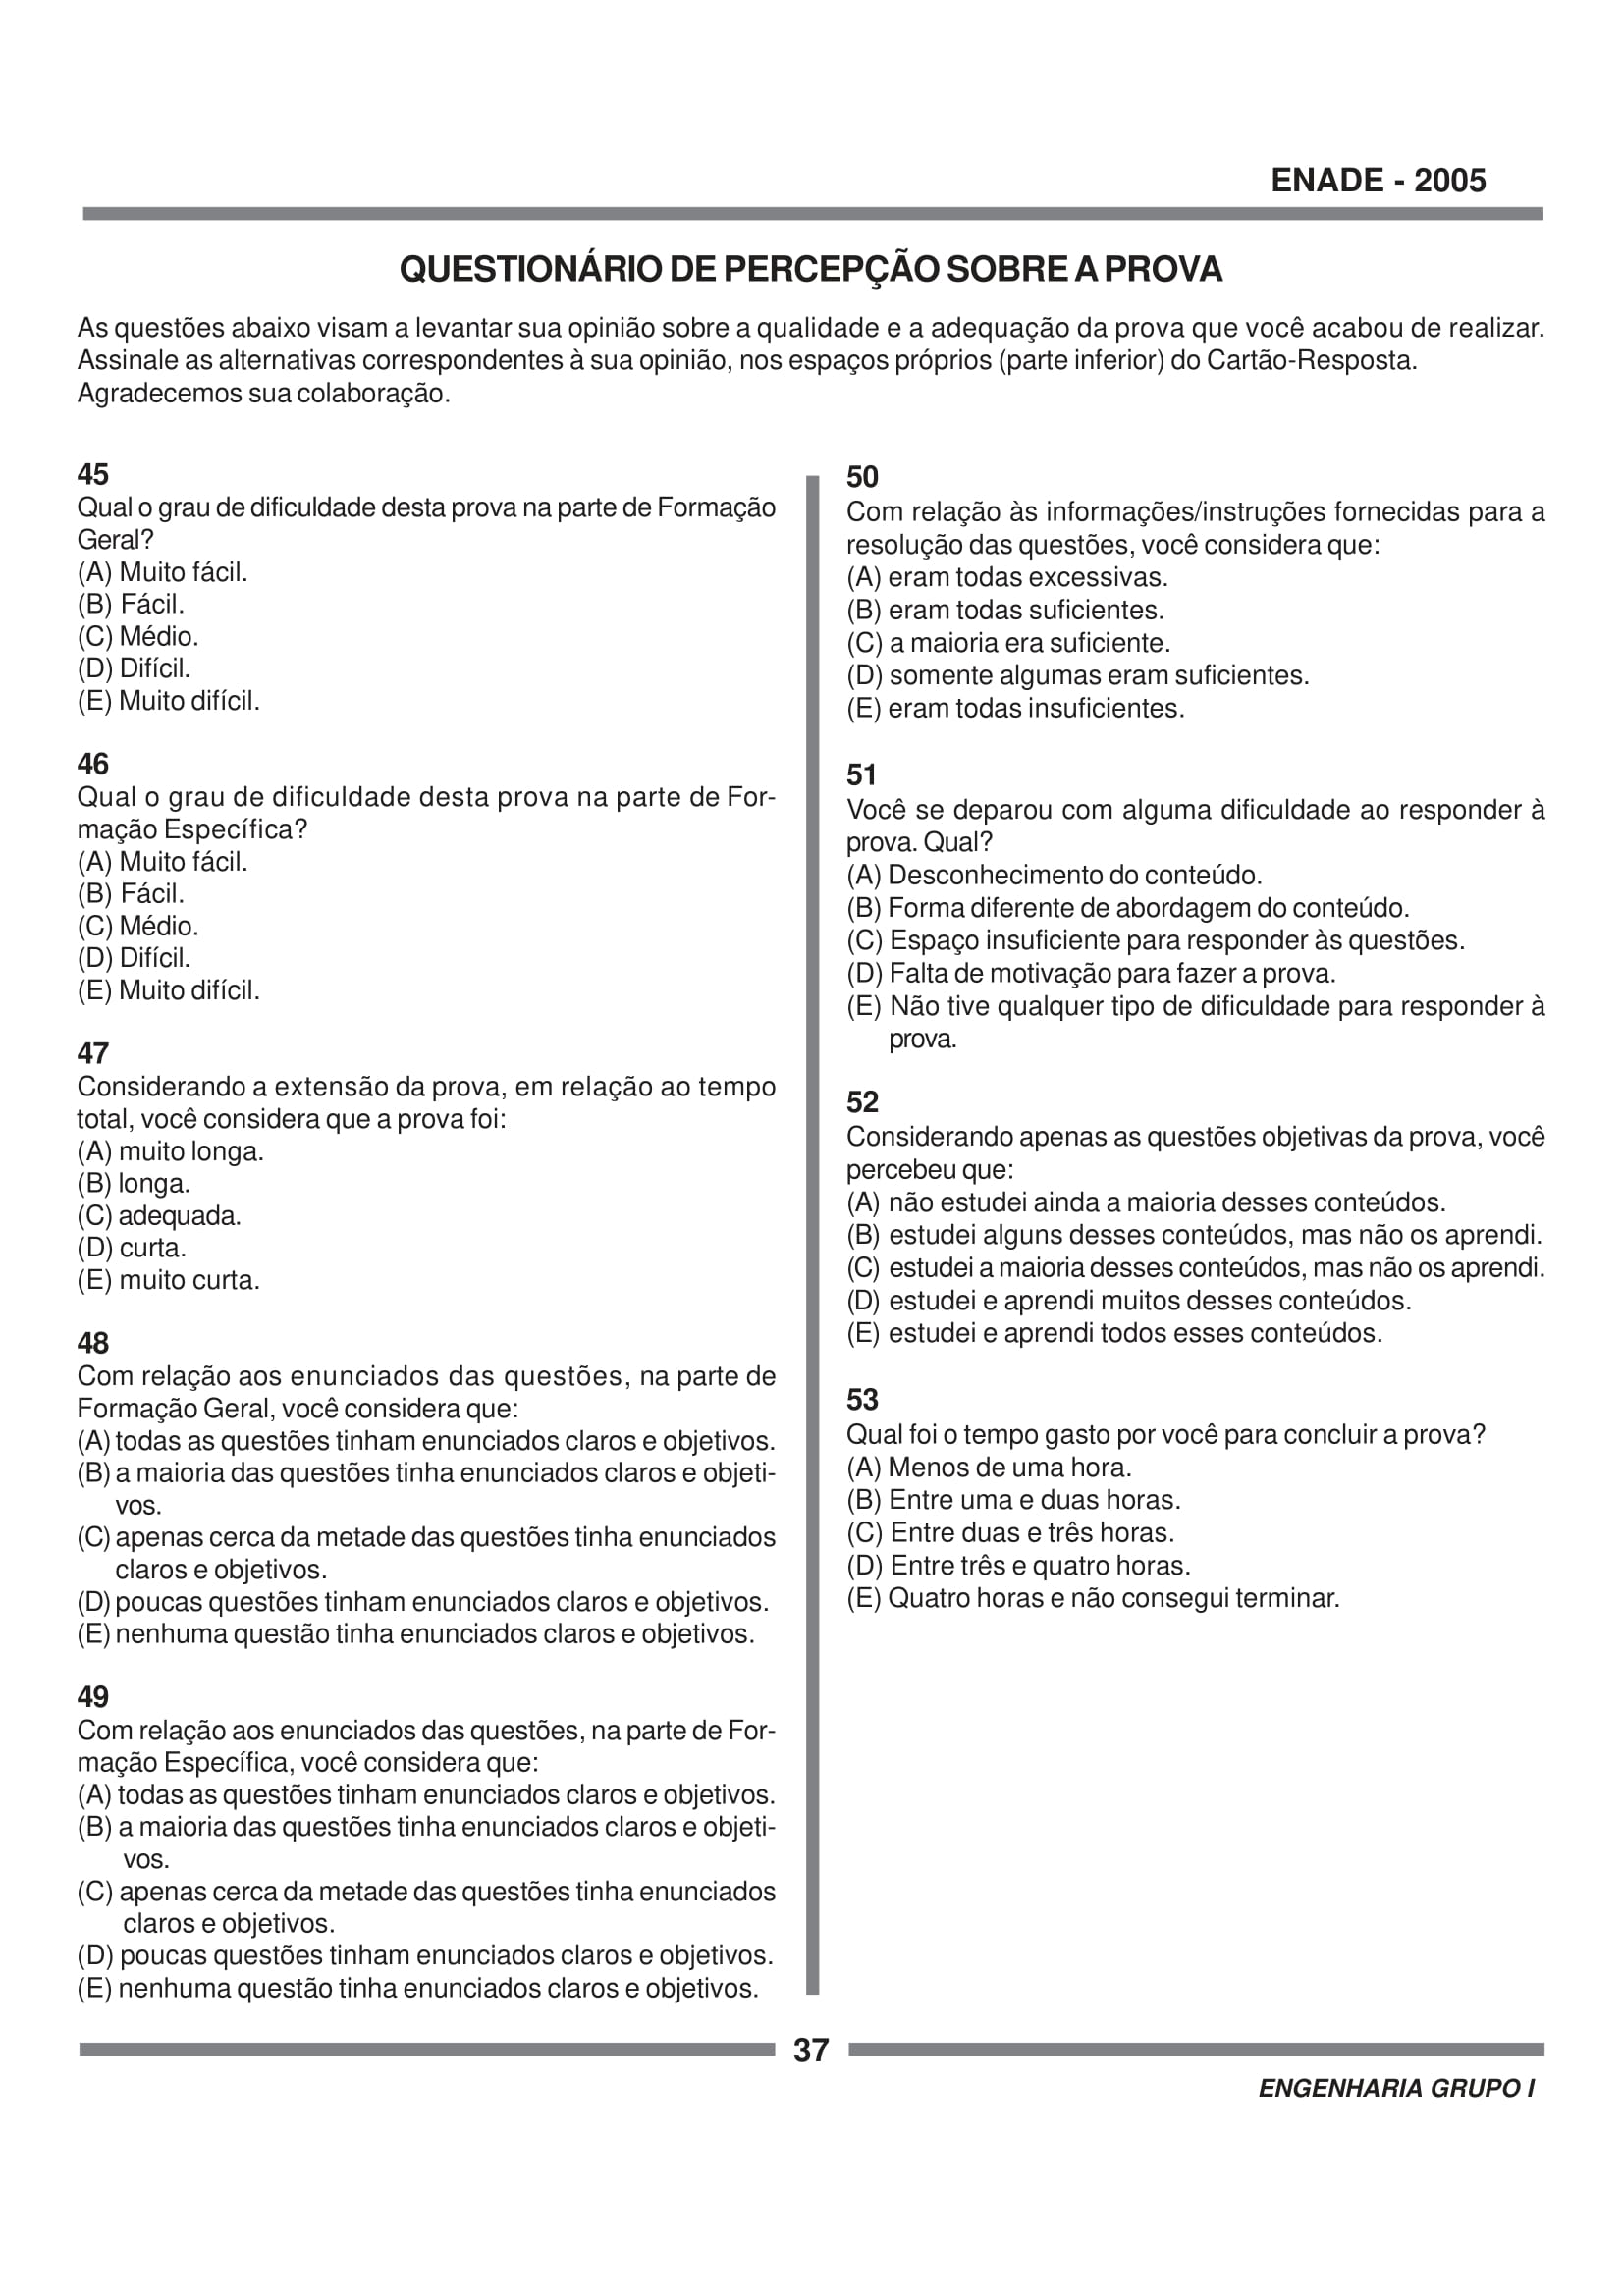 ENADE - 2005
QUESTIONÁRIO DE PERCEPÇÃO SOBRE A PROVA
As questões abaixo visam a levantar sua opinião sobre a qualidade e a adequação da prova que você acabou de realizar.
Assinale as alternativas correspondentes à sua opinião, nos espaços próprios (parte inferior) do Cartão-Resposta.
Agradecemos sua colaboração.
45
Qual o grau de dificuldade desta prova na parte de Formação
Geral?
(A) Muito fácil.
(B) Fácil.
(C) Médio.
(D) Difícil.
(E) Muito difícil.
46
Qual o grau de dificuldade desta prova na parte de For-
mação Específica?
(A) Muito fácil.
(B) Fácil.
(C) Médio.
(D) Difícil.
(E) Muito difícil.
47
Considerando a extensão da prova, em relação ao tempo
total, você considera que a prova foi:
(A) muito longa.
(B) longa.
(C) adequada.
(D) curta.
(E) muito curta.
48
Com relação aos enunciados das questões, na parte de
Formação Geral, você considera que:
(A) todas as questões tinham enunciados claros e objetivos.
(B) a maioria das questões tinha enunciados claros e objeti-
vos.
(C) apenas cerca da metade das questões tinha enunciados
claros e objetivos.
(D) poucas questões tinham enunciados claros e objetivos.
(E) nenhuma questão tinha enunciados claros e objetivos.
49
Com relação aos enunciados das questões, na parte de For-
mação Específica, você considera que:
(A) todas as questões tinham enunciados claros e objetivos.
(B) a maioria das questões tinha enunciados claros e objeti-
vos.
(C) apenas cerca da metade das questões tinha enunciados
claros e objetivos.
(D) poucas questões tinham enunciados claros e objetivos.
(E) nenhuma questão tinha enunciados claros e objetivos.
50
Com relação às informações/instruções fornecidas para a
resolução das questões, você considera que:
(A) eram todas excessivas.
(B) eram todas suficientes.
(C) a maioria era suficiente.
(D) somente algumas eram suficientes.
(E) eram todas insuficientes.
51
Você se deparou com alguma dificuldade ao responder à
prova. Qual?
(A) Desconhecimento do conteúdo.
(B) Forma diferente de abordagem do conteúdo.
(C) Espaço insuficiente para responder às questões.
(D) Falta de motivação para fazer a prova.
(E) Não tive qualquer tipo de dificuldade para responder à
prova.
52
Considerando apenas as questões objetivas da prova, você
percebeu que:
(A) não estudei ainda a maioria desses conteúdos.
(B) estudei alguns desses conteúdos, mas não os aprendi.
(C) estudei a maioria desses conteúdos, mas não os aprendi.
(D) estudei e aprendi muitos desses conteúdos.
(E) estudei e aprendi todos esses conteúdos.
53
Qual foi o tempo gasto por você para concluir a prova?
(A) Menos de uma hora.
(B) Entre uma e duas horas.
(C) Entre duas e três horas.
(D) Entre três e quatro horas.
(E) Quatro horas e não consegui terminar.
37
ENGENHARIA GRUPO I